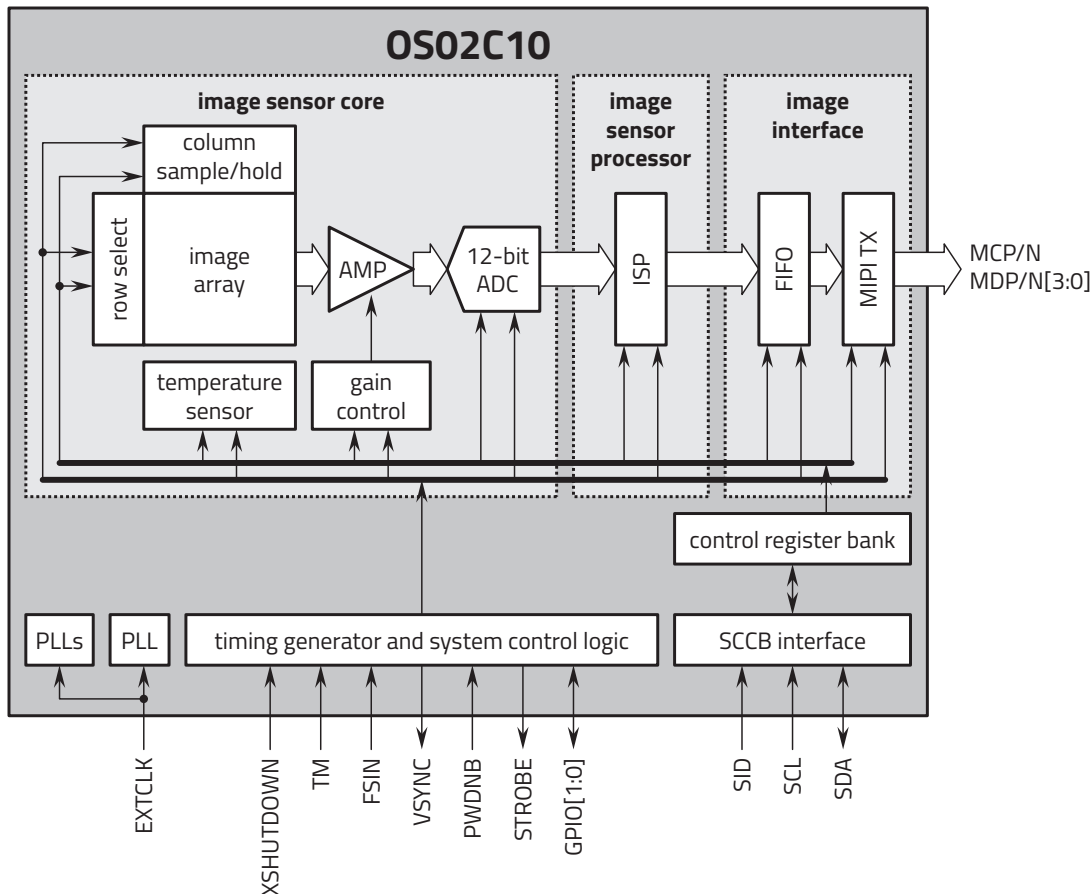 OS02C10
image sensor core
image
sensor
processor
image
interface
column
sample/hold
row select
image
array
AMP
12-bit
ADC
ISP
FIFO
MIPI TX
MCP/N
MDP/N[3:0]
temperature
sensor
gain
control
control register bank
PLLs
PLL
timing generator and system control logic
SCCB interface
EXTCLK
XSHUTDOWN
TM
FSIN
VSYNC
PWDNB
STROBE
GPIO[1:0]
SID
SCL
SDA